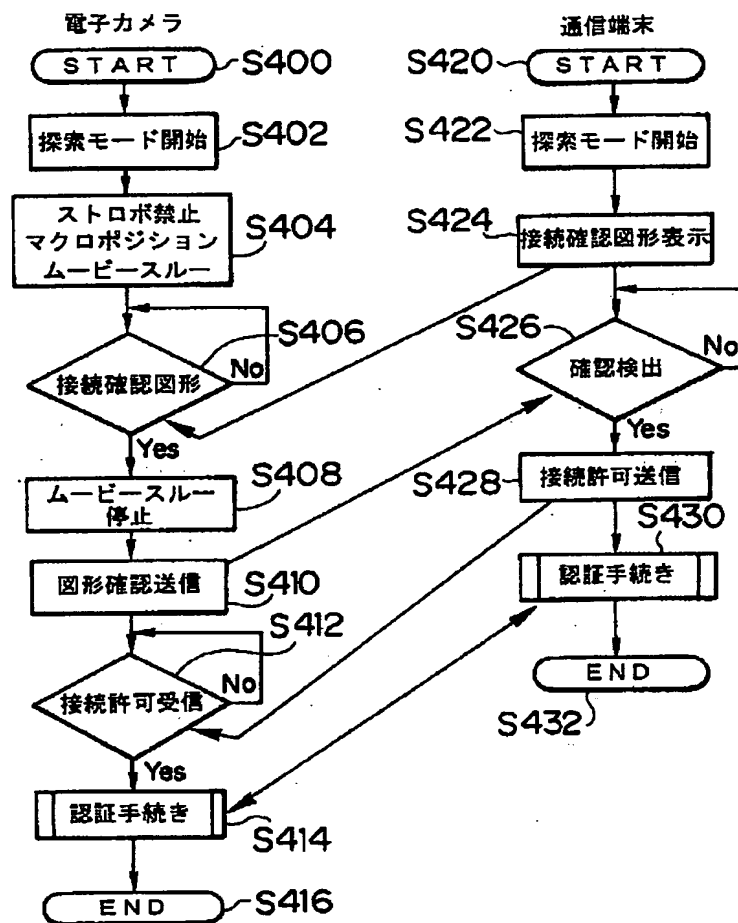 電子カメラ
START
S400
探索モード開始
S402
ストロボ禁止
マクロポジション
ムービースルー
S404
接続確認図形
S406
No
Yes
ムービースルー
停止
S408
図形確認送信
S410
接続許可受信
S412
No
Yes
認証手続き
S414
END
S416
通信端末
S420
START
S422
探索モード開始
S424
接続確認図形表示
S426
確認検出
No
Yes
S428
接続許可送信
S430
認証手続き
END
S432